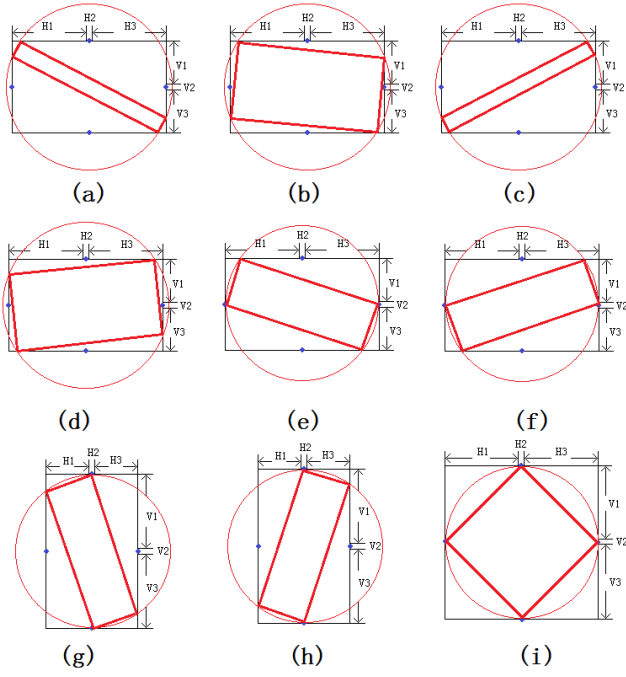 H1 H2 H3 H1 H2 H3 H1 H2 H3
V1 V1 V1
V2 V2 V2
V3 V3 V3
(a) (b) (c)
H1 H2 H3 H1 H2 H3 H1 H2 H3
V1 V1 V1
V2 V2 V2
V3 V3 V3
(d) (e) (f)
H1 H2 H3 H1 H2 H3 H1 H2 H3
V1 V1 V1
V2 V2 V2
V3 V3 V3
(g) (h) (i)